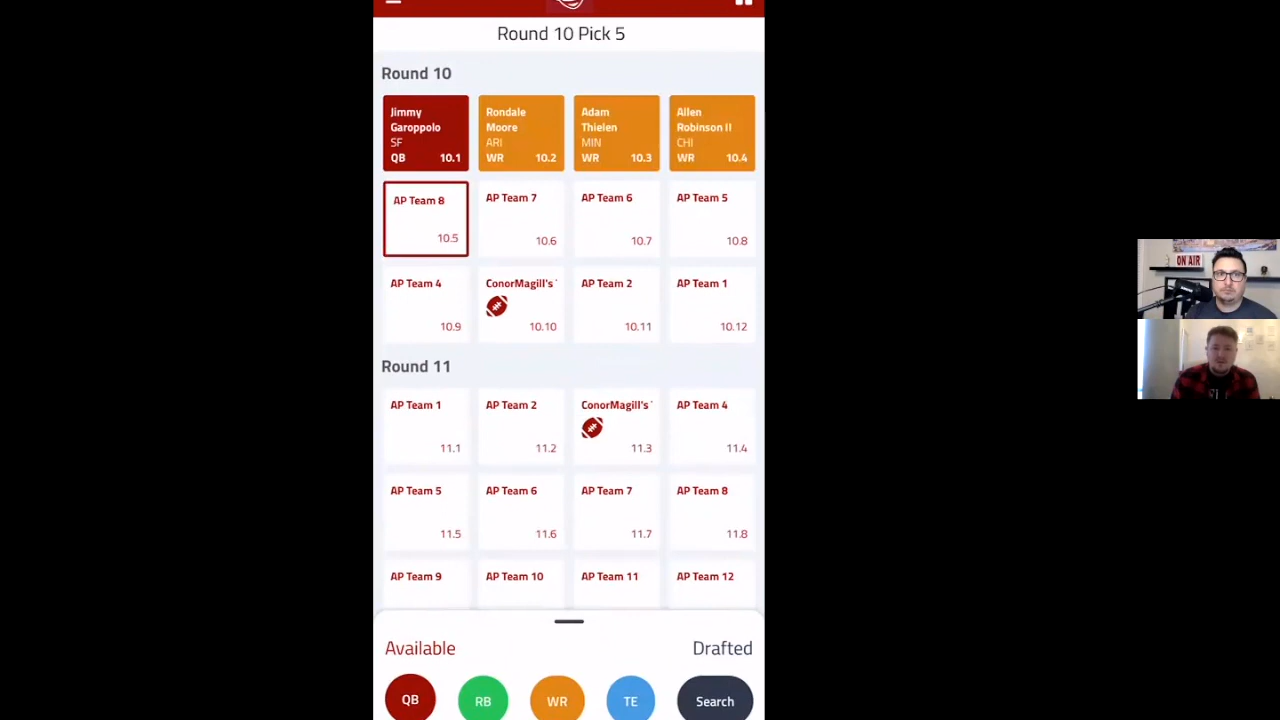 Round 10 Pick 5
Round 10
Jimmy
Garoppolo
SF
QB 10.1
Rondale
Moore
ARI
WR 10.2
Adam
Thielen
MIN
WR 10.3
Allen
Robinson II
CHI
WR 10.4
AP Team 8
10.5
AP Team 7
10.6
AP Team 6
10.7
AP Team 5
10.8
AP Team 4
10.9
ConorMagill's
10.10
AP Team 2
10.11
AP Team 1
10.12
Round 11
AP Team 1
11.1
AP Team 2
11.2
ConorMagill's
11.3
AP Team 4
11.4
AP Team 5
11.5
AP Team 6
11.6
AP Team 7
11.7
AP Team 8
11.8
AP Team 9
AP Team 10
AP Team 11
AP Team 12
Available
Drafted
QB
RB
WR
TE
Search
ON AIR